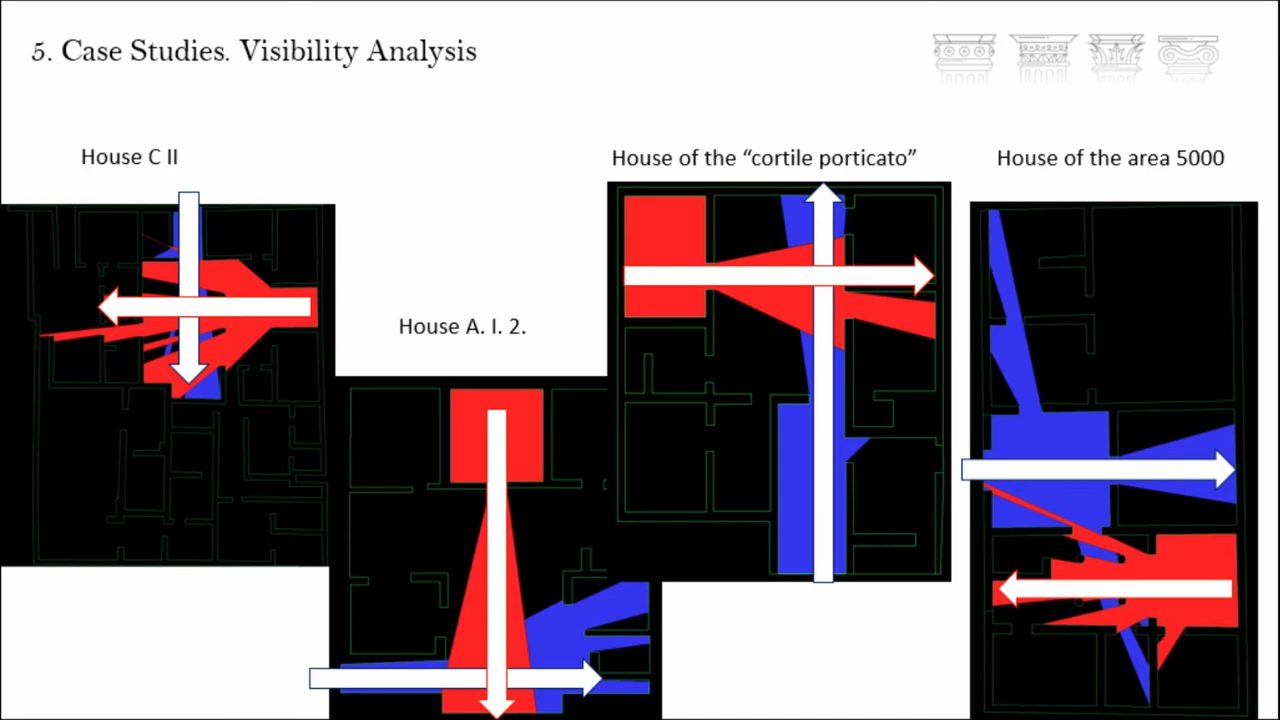 5. Case Studies. Visibility Analysis
House C II
House of the “cortile porticato”
House of the area 5000
House A. I. 2.